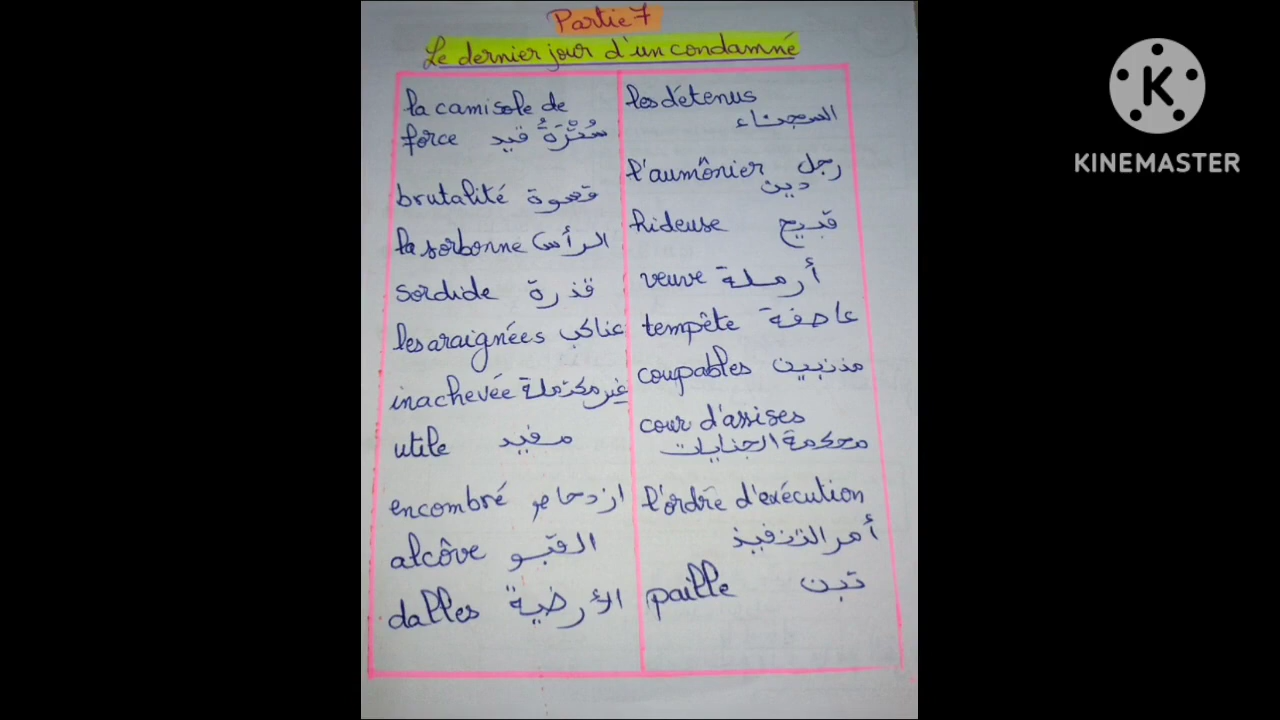 Partie 7
Le dernier jour d'un condamné
la camisole de
force سُتْرَةُ قيد
brutalité قسوة
la sorbonne الرأس
sordide قذرة
les araignées عناكب
inachevée غير مكتملة
utile مفيد
encombré ازدحام
alcôve القبو
dalles الأرضية
les détenus
السجناء
l'aumônier رجل
دين
hideuse قبيح
veuve أرملة
tempête عاصفة
coupables مذنبين
cour d'assises
محكمة الجنايات
l'ordre d'exécution
أمر التنفيذ
paille تبن
KINEMASTER